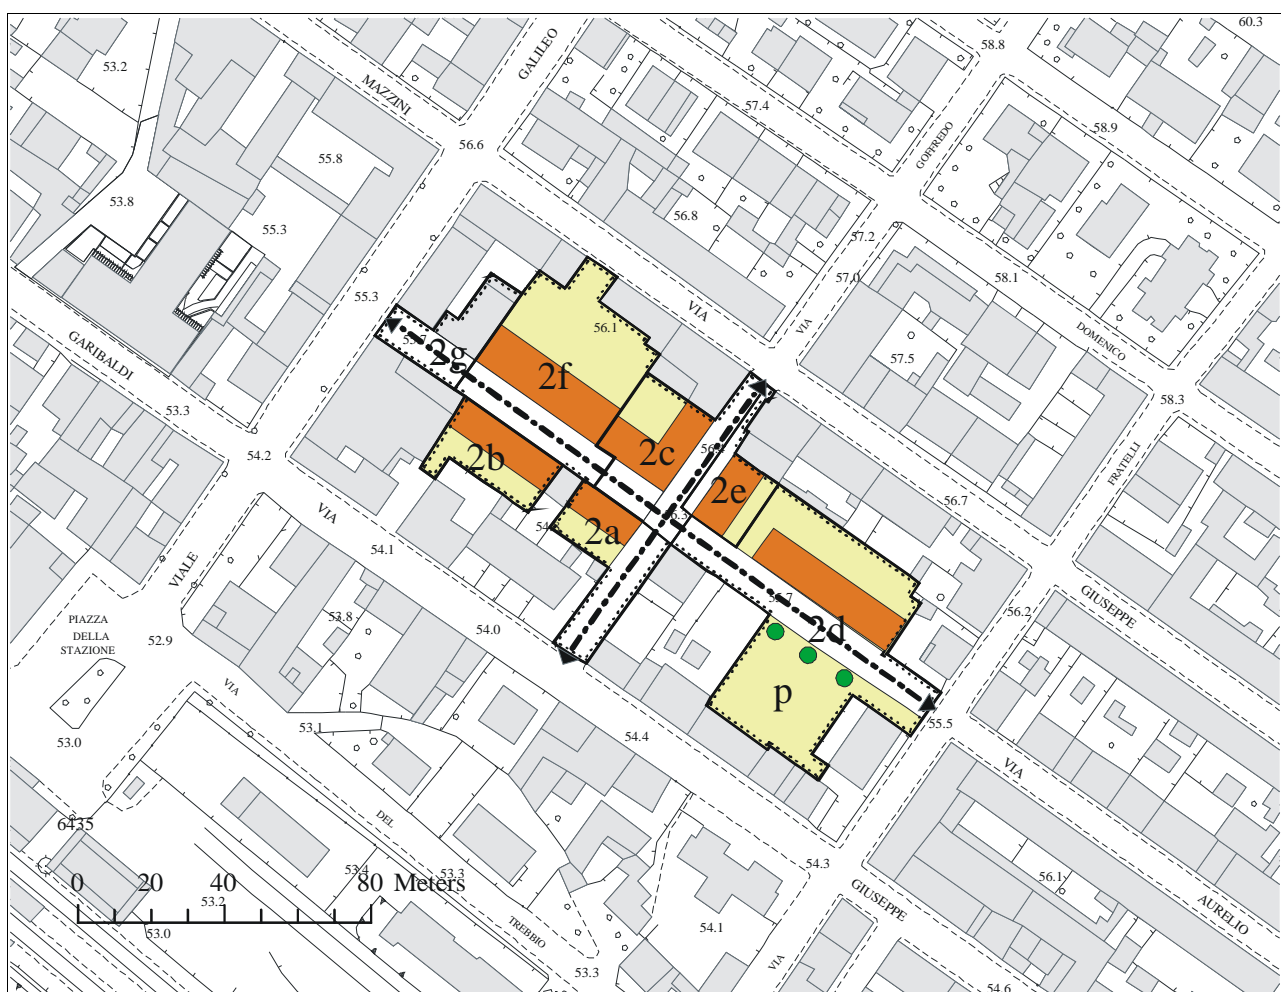 60.3
GALILEO
58.8
53.2
MAZZINI
57.4
58.9
GOFFREDO
56.6
55.8
53.8
56.8
55.3
57.2
57.0
58.1
55.3
VIA
VIA
56.1
DOMENICO
GARIBALDI
2g
57.5
2f
58.3
53.3
2c
54.2
2b
FRATELLI
2e
56.7
VIA
2a
54.1
VIALE
GIUSEPPE
56.2
53.8
PIAZZA
DELLA
STAZIONE
54.0
2d
52.9
VIA
p
53.1
55.5
53.0
54.4
VIA
DEL
6435
54.3
0 20 40 80 Meters
53.4
53.3
56.1
GIUSEPPE
53.2
AURELIO
54.1
53.0
TREBBIO
VIA
53.3
54.6